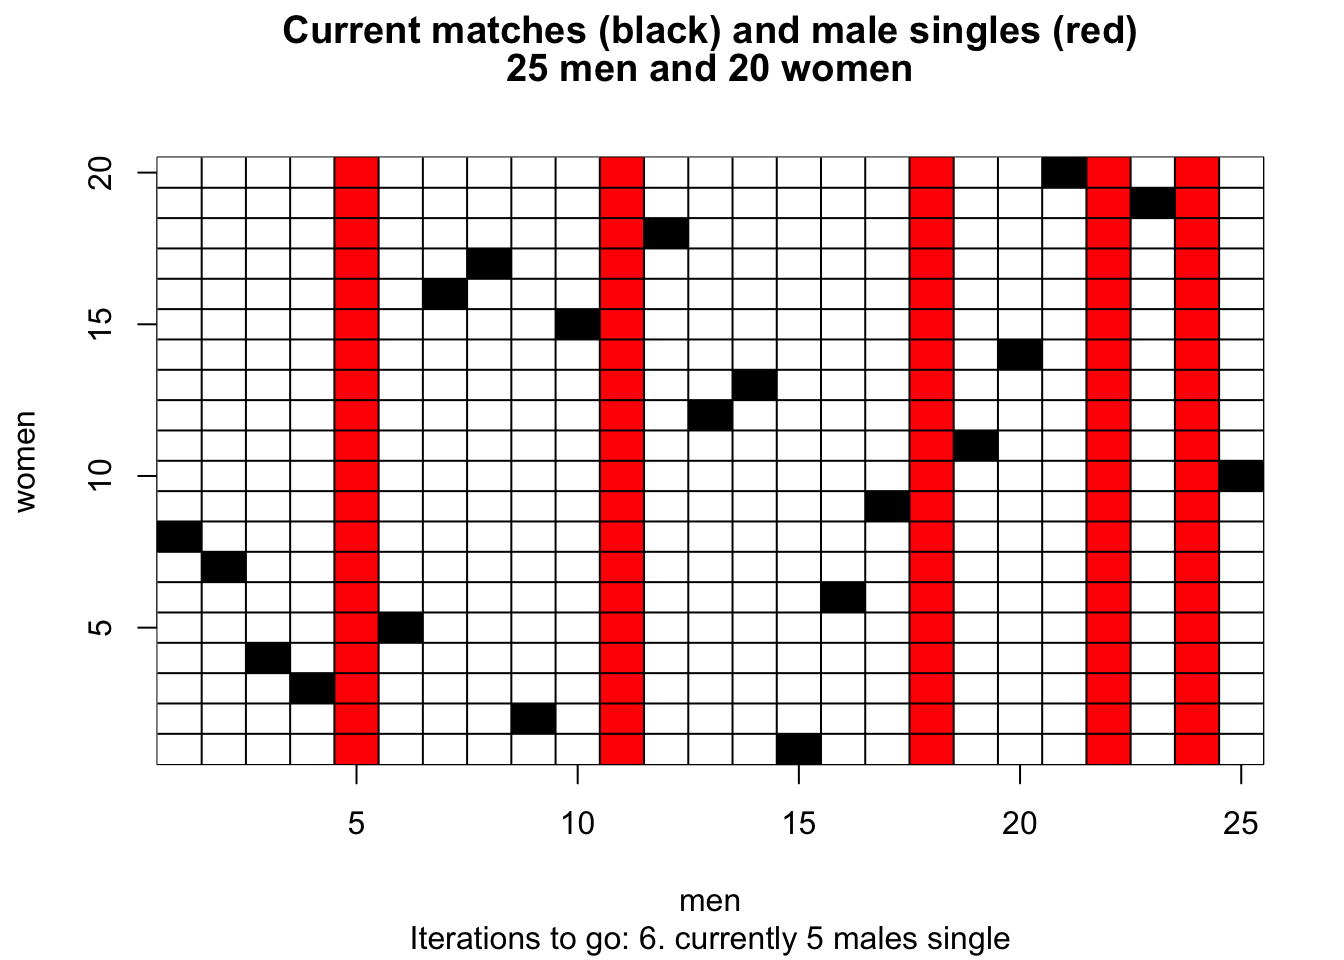 Current matches (black) and male singles (red)
25 men and 20 women
20
15
10
5
women
5 10 15 20 25
men
Iterations to go: 6. currently 5 males single